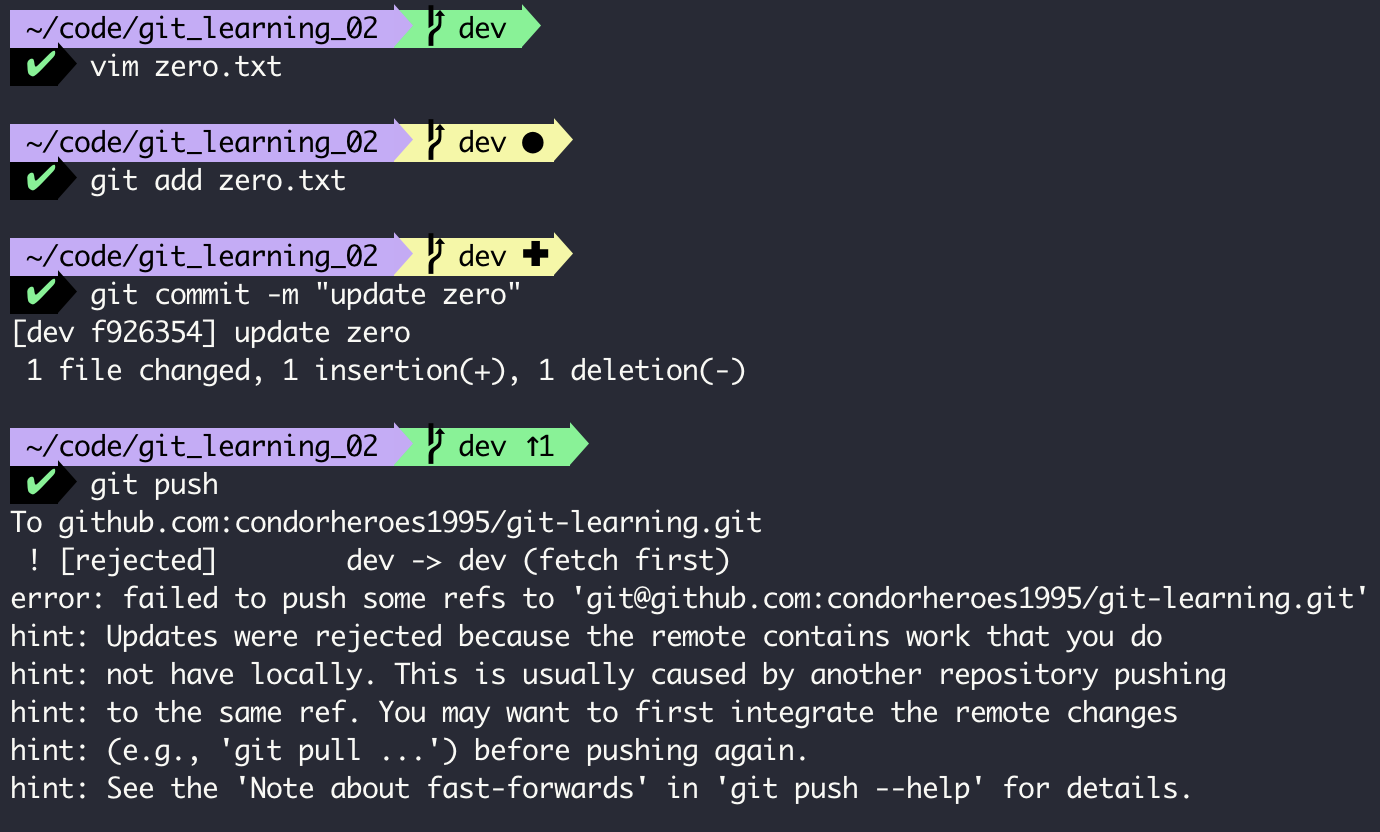 ~/code/git_learning_02 dev
✔ vim zero.txt
~/code/git_learning_02 dev ●
✔ git add zero.txt
~/code/git_learning_02 dev ✚
✔ git commit -m "update zero"
[dev f926354] update zero
 1 file changed, 1 insertion(+), 1 deletion(-)
~/code/git_learning_02 dev ↑1
✔ git push
To github.com:condorheroes1995/git-learning.git
 ! [rejected]        dev -> dev (fetch first)
error: failed to push some refs to 'git@github.com:condorheroes1995/git-learning.git'
hint: Updates were rejected because the remote contains work that you do
hint: not have locally. This is usually caused by another repository pushing
hint: to the same ref. You may want to first integrate the remote changes
hint: (e.g., 'git pull ...') before pushing again.
hint: See the 'Note about fast-forwards' in 'git push --help' for details.